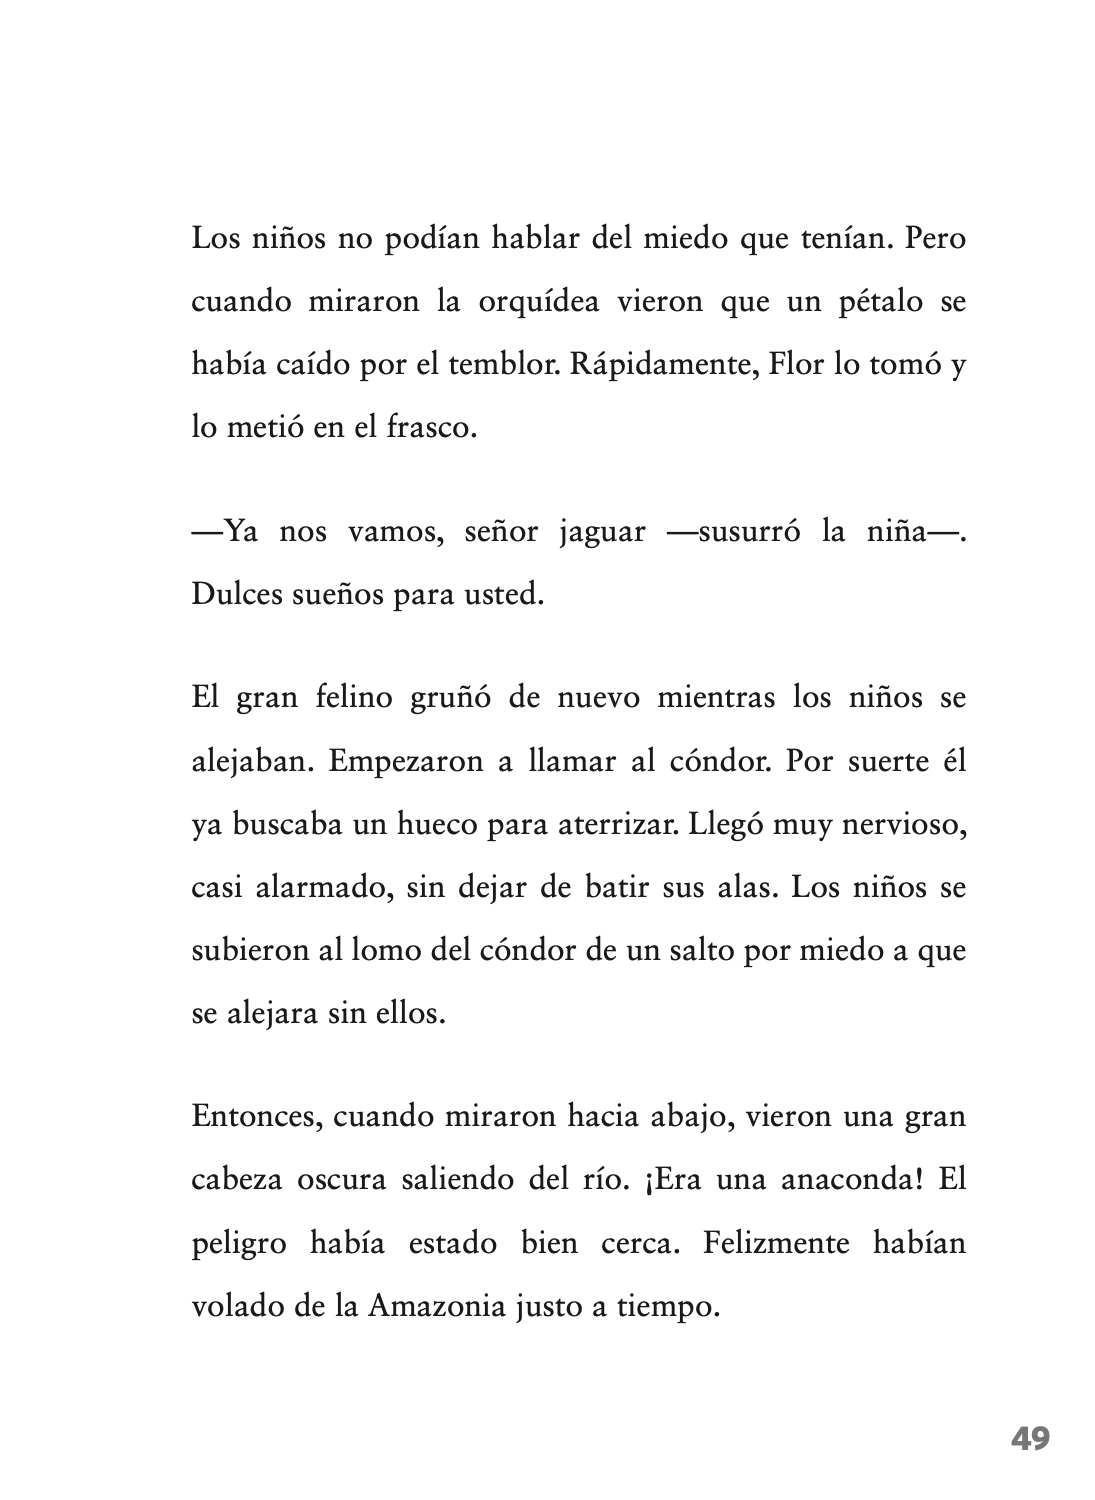 Los niños no podían hablar del miedo que tenían. Pero
cuando miraron la orquídea vieron que un pétalo se
había caído por el temblor. Rápidamente, Flor lo tomó y
lo metió en el frasco.
—Ya nos vamos, señor jaguar —susurró la niña—.
Dulces sueños para usted.
El gran felino gruñó de nuevo mientras los niños se
alejaban. Empezaron a llamar al cóndor. Por suerte él
ya buscaba un hueco para aterrizar. Llegó muy nervioso,
casi alarmado, sin dejar de batir sus alas. Los niños se
subieron al lomo del cóndor de un salto por miedo a que
se alejara sin ellos.
Entonces, cuando miraron hacia abajo, vieron una gran
cabeza oscura saliendo del río. ¡Era una anaconda! El
peligro había estado bien cerca. Felizmente habían
volado de la Amazonia justo a tiempo.
49